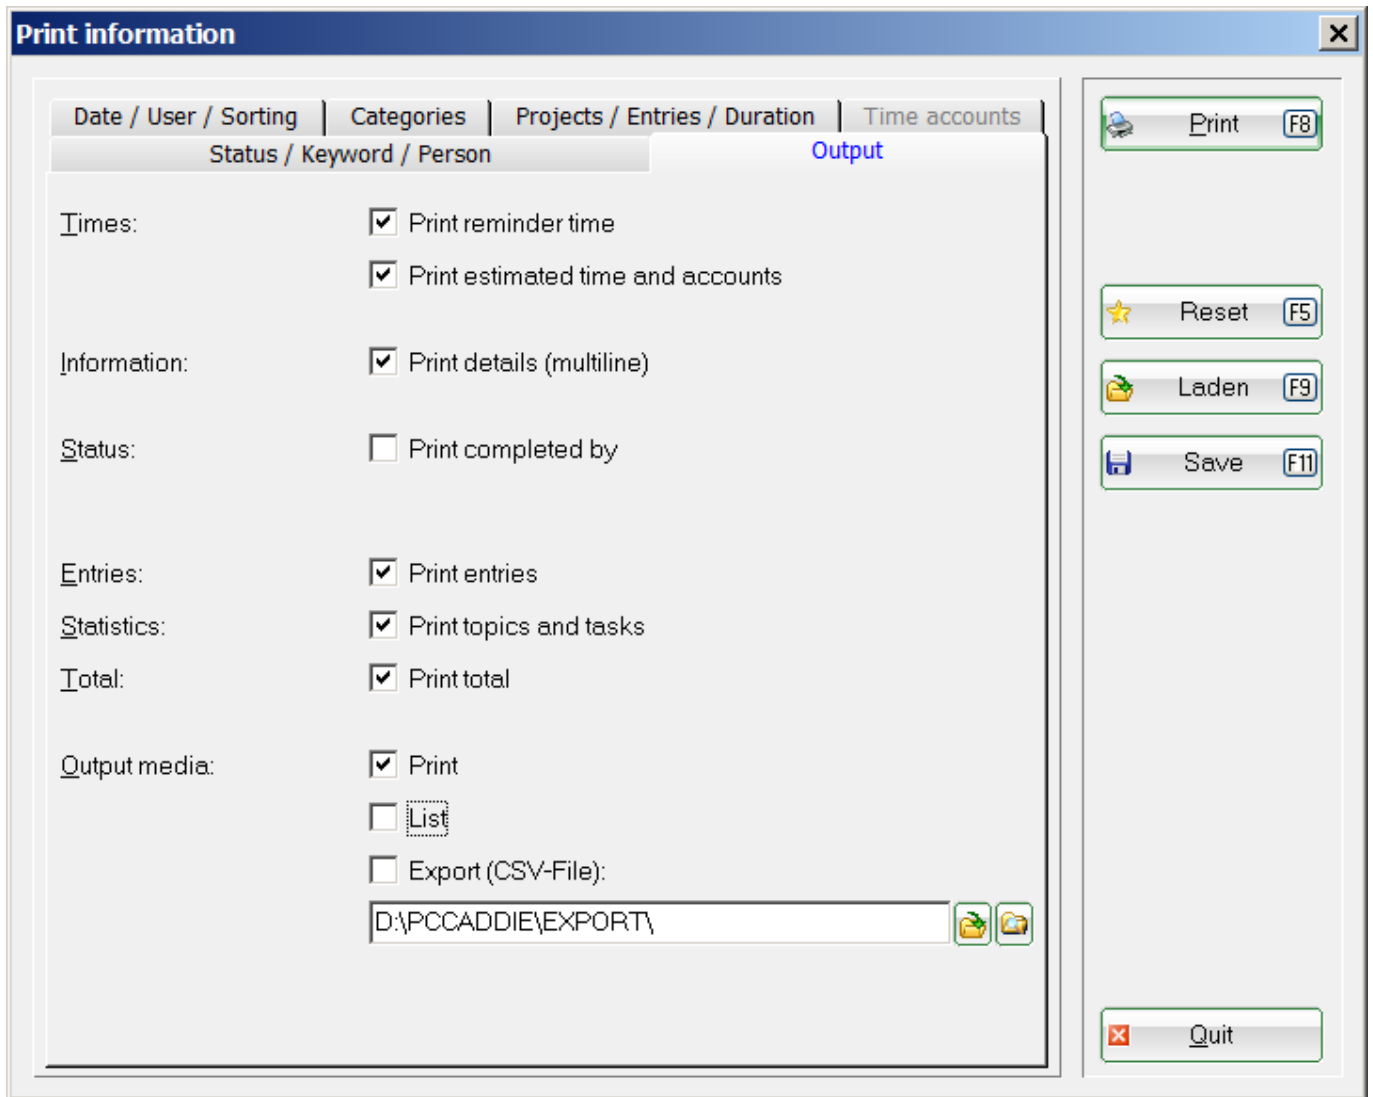 Print information
Date / User / Sorting
Categories
Projects / Entries / Duration
Time accounts
Status / Keyword / Person
Output
Times:
Print reminder time
Print estimated time and accounts
Information:
Print details (multiline)
Status:
Print completed by
Entries:
Print entries
Statistics:
Print topics and tasks
Total:
Print total
Output media:
Print
List
Export (CSV-File):
D:\PCCADDIE\EXPORT\
Print F8
Reset F5
Laden F9
Save F11
Quit